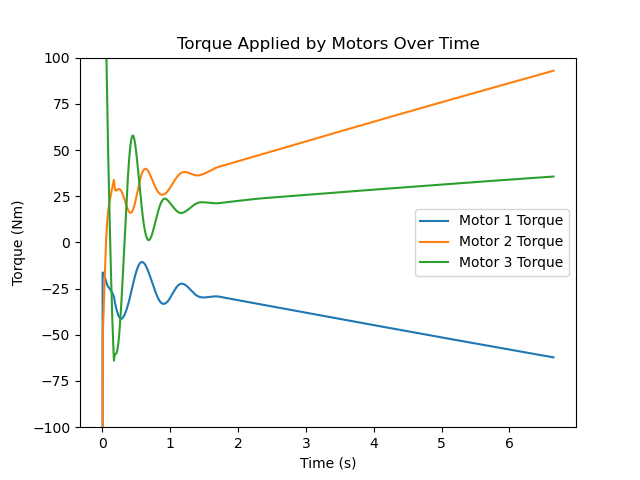 Torque Applied by Motors Over Time
100
75
50
25
0
−25
−50
−75
−100
Torque (Nm)
Motor 1 Torque
Motor 2 Torque
Motor 3 Torque
0 1 2 3 4 5 6
Time (s)